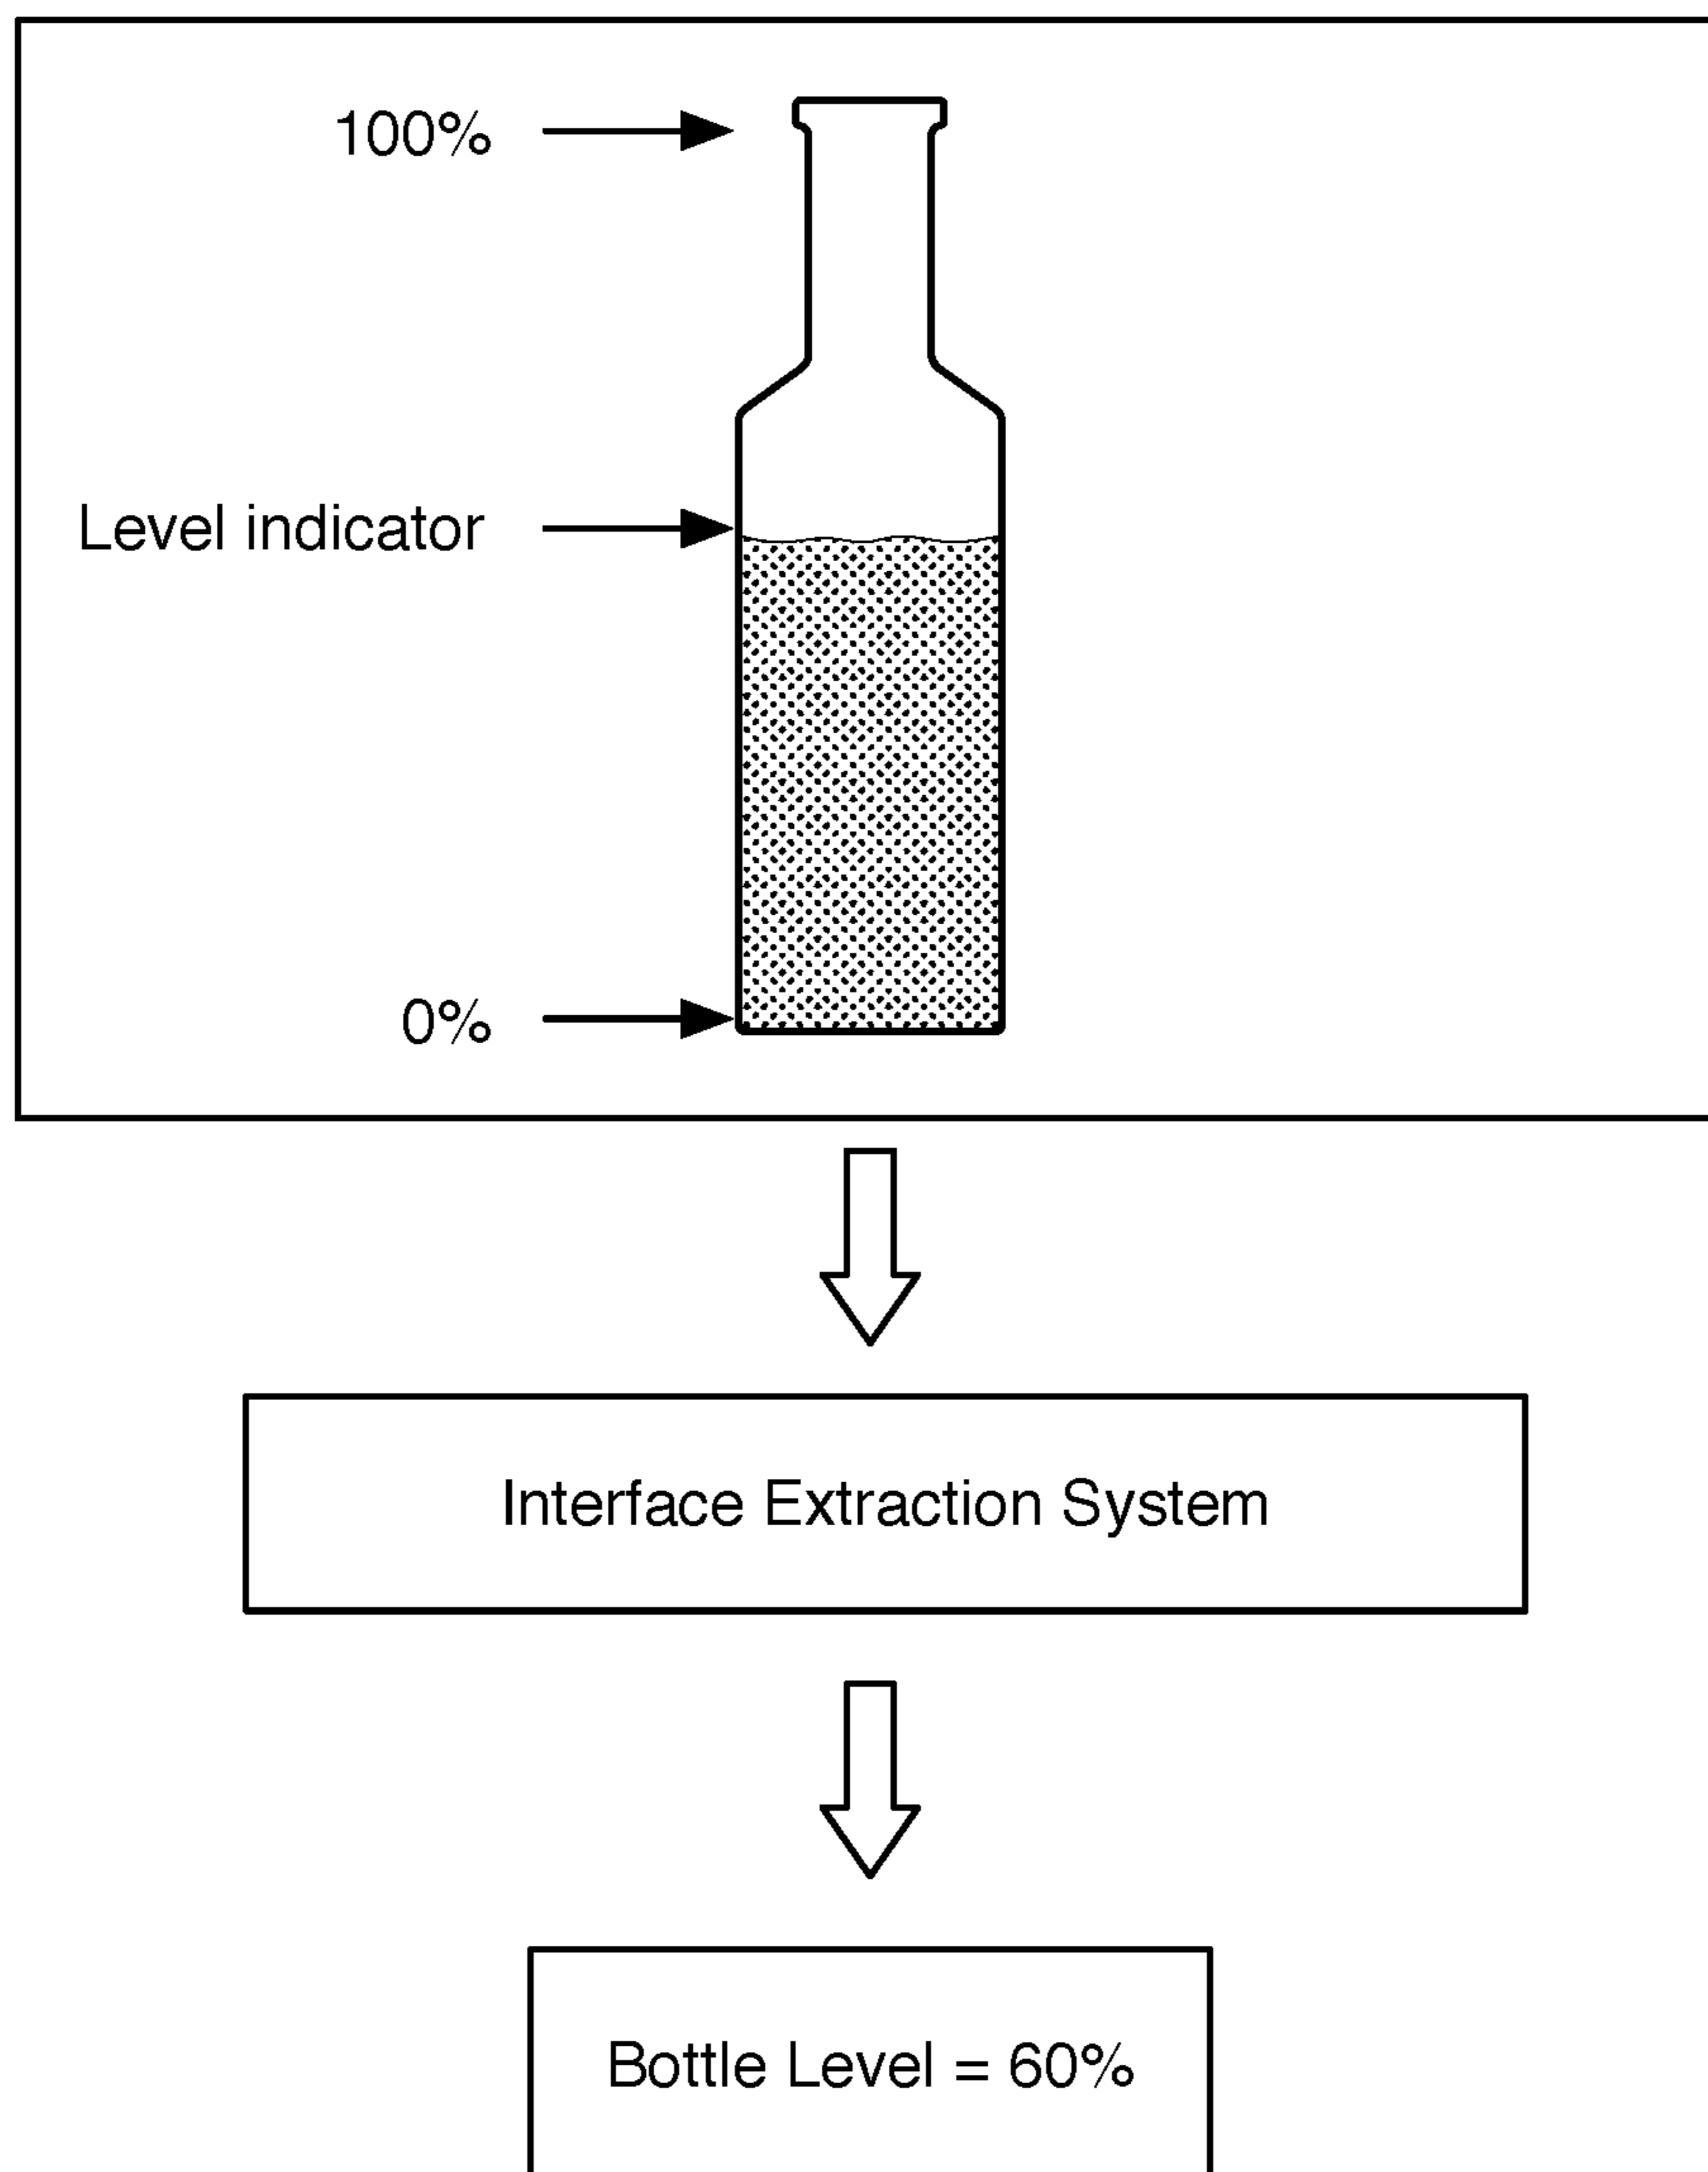 100%
Level indicator
0%
Interface Extraction System
Bottle Level = 60%